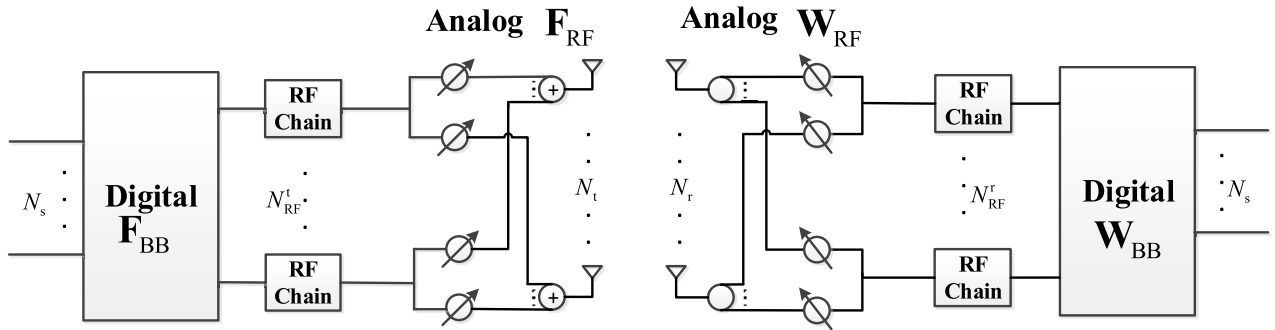 Analog F_RF
Analog W_RF
RF
Chain
RF
Chain
+
N_s
Digital
F_BB
N_RF^t
N_t
N_r
N_RF^r
Digital
W_BB
N_s
RF
Chain
+
RF
Chain